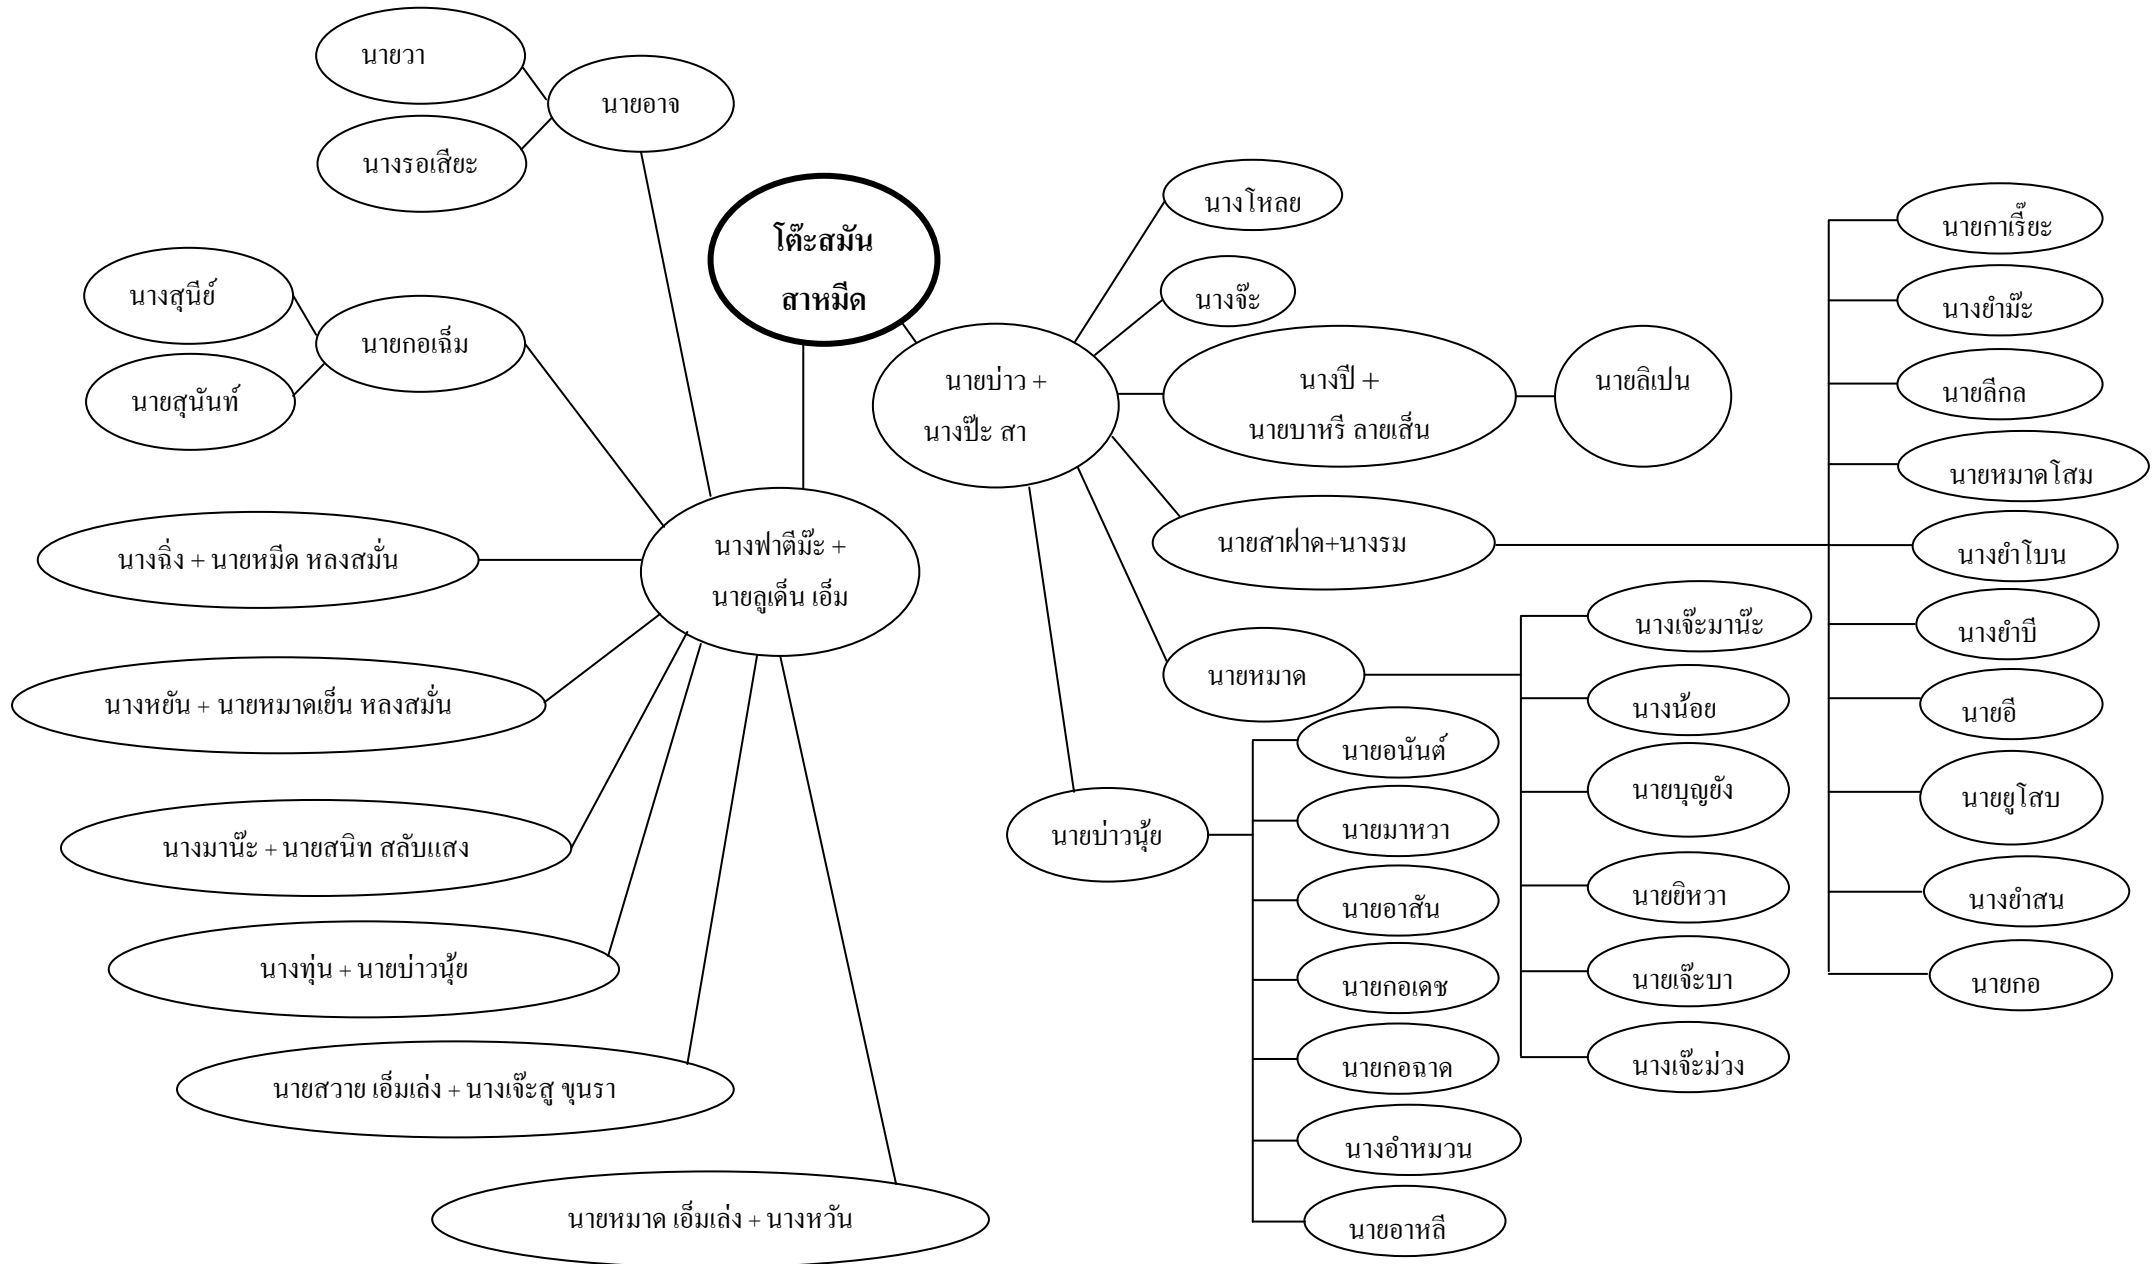 นายวา
นายอาจ
นางรอเสียะ
โต๊ะสมัน
สาหมีด
นางสุนีย์
นายกอเฉ็ม
นายสุนันท์
นางฟาตีม๊ะ +
นายลูเด็น เอ็ม
นางฉิ่ง + นายหมีด หลงสมั่น
นางหยัน + นายหมาดเย็น หลงสมั่น
นางมาน๊ะ + นายสนิท สลับแสง
นางทุ่น + นายบ่าวนุ้ย
นายสวาย เอ็มเล่ง + นางเจ๊ะสู ขุนรา
นายหมาด เอ็มเล่ง + นางหวัน
นายบ่าว +
นางป๊ะ สา
นางโหลย
นางจ๊ะ
นางปี +
นายบาหรี ลายเส็น
นายลิเปน
นายสาฝาด+นางรม
นายกาเรี๊ยะ
นางยำม๊ะ
นายลีกล
นายหมาดโสม
นางยำโบน
นางยำบี
นายอี
นายยูโสบ
นางยำสน
นายกอ
นายหมาด
นางเจ๊ะมาน๊ะ
นางน้อย
นายบุญยัง
นายยิหวา
นายเจ๊ะบา
นางเจ๊ะม่วง
นายบ่าวนุ้ย
นายอนันต์
นายมาหวา
นายอาสัน
นายกอเดช
นายกอฉาด
นางอำหมวน
นายอาหลี